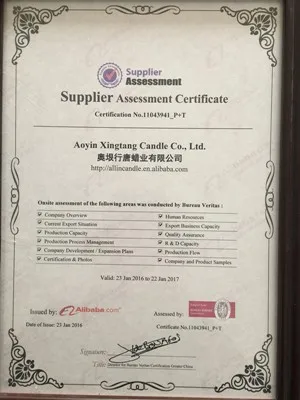 Supplier
Assessment
Supplier Assessment Certificate
Certification No.11043941_P+T
Aoyin Xingtang Candle Co., Ltd.
奥垠行唐蜡业有限公司
http://allincandle.en.alibaba.com
Onsite assessment of the following areas was conducted by Bureau Veritas :
Company Overview
Human Resources
Current Export Situation
Export Business Capacity
Production Capacity
Quality Assurance
Production Process Management
R & D Capacity
Company Development / Expansion Plans
Production Flow
Certification & Photos
Company and Product Samples
Valid: 23 Jan 2016 to 22 Jan 2017
Issued by: Alibaba.com
Assessed by:
Date of Issue: 25 Jan 2016
Certificate No.11043941_P+T
Signature:
Title: